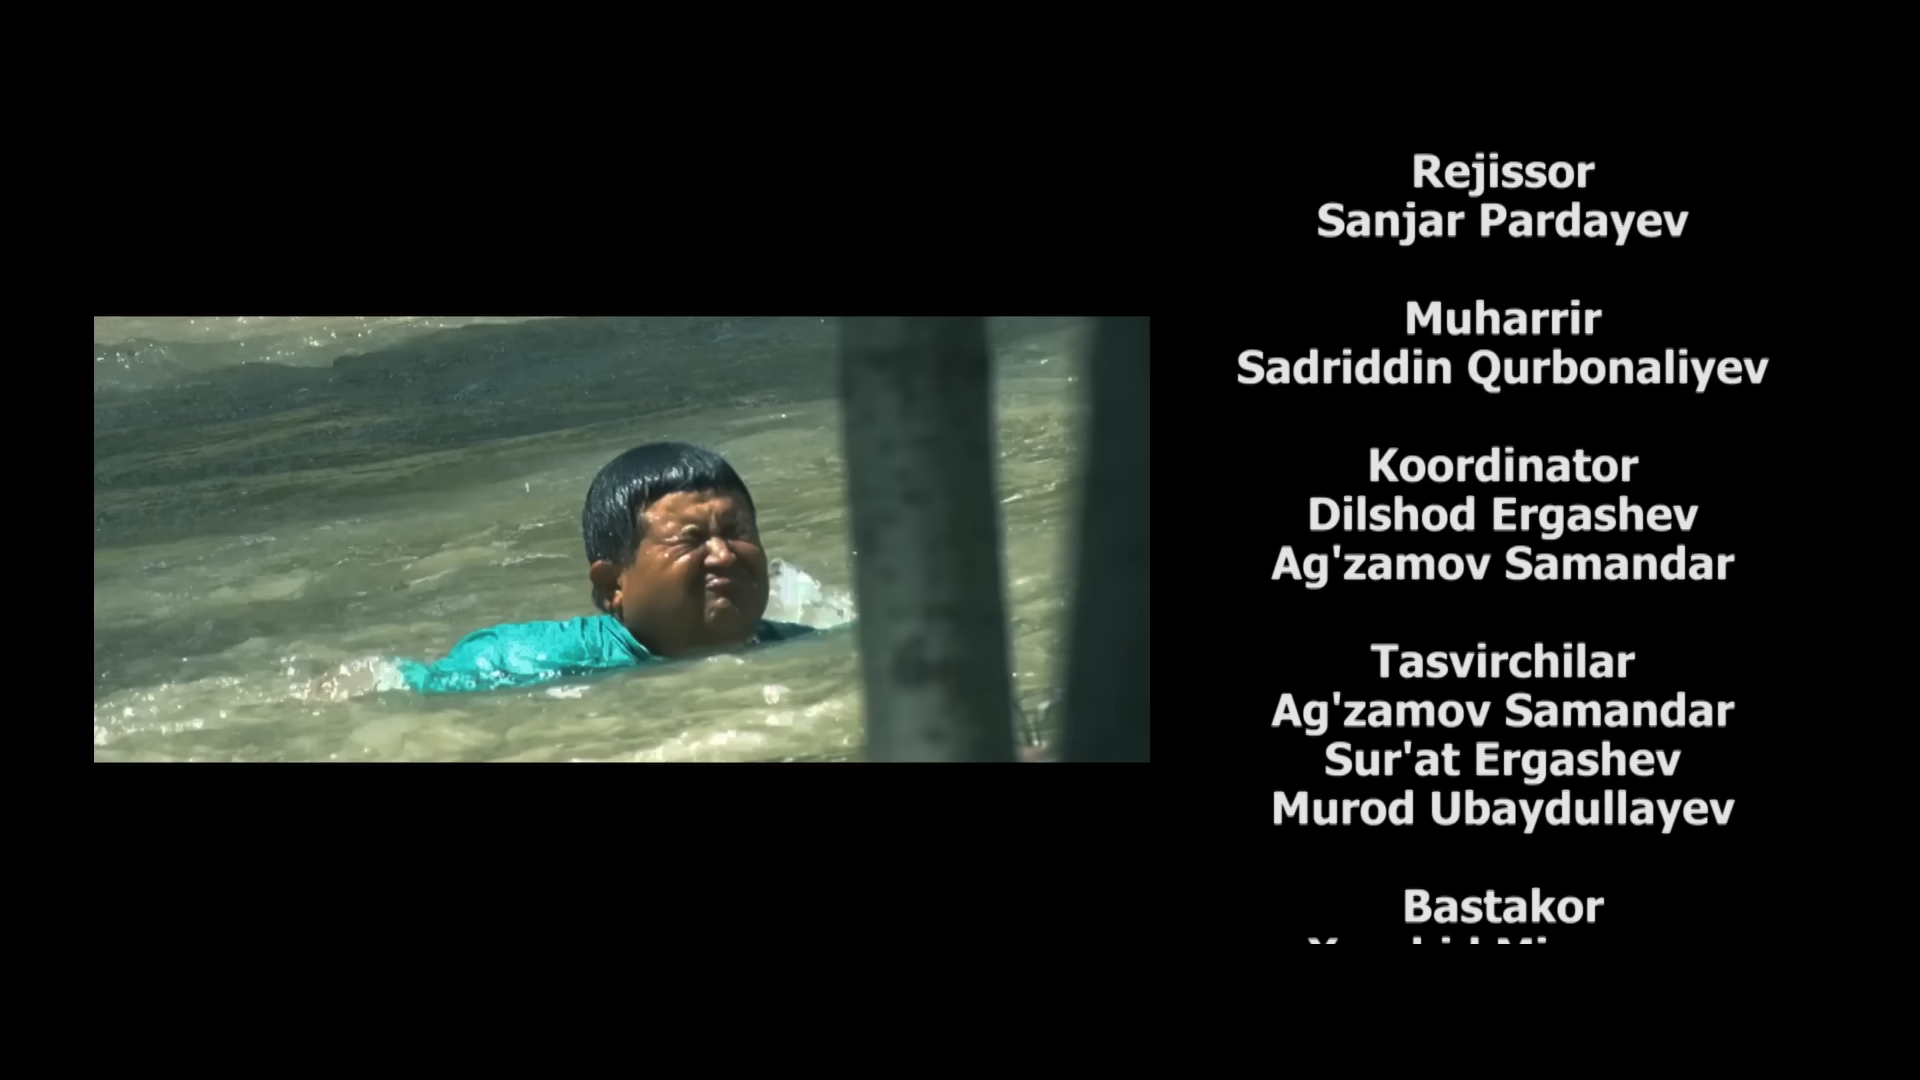 Rejissor
Sanjar Pardayev
Muharrir
Sadriddin Qurbonaliyev
Koordinator
Dilshod Ergashev
Ag'zamov Samandar
Tasvirchilar
Ag'zamov Samandar
Sur'at Ergashev
Murod Ubaydullayev
Bastakor